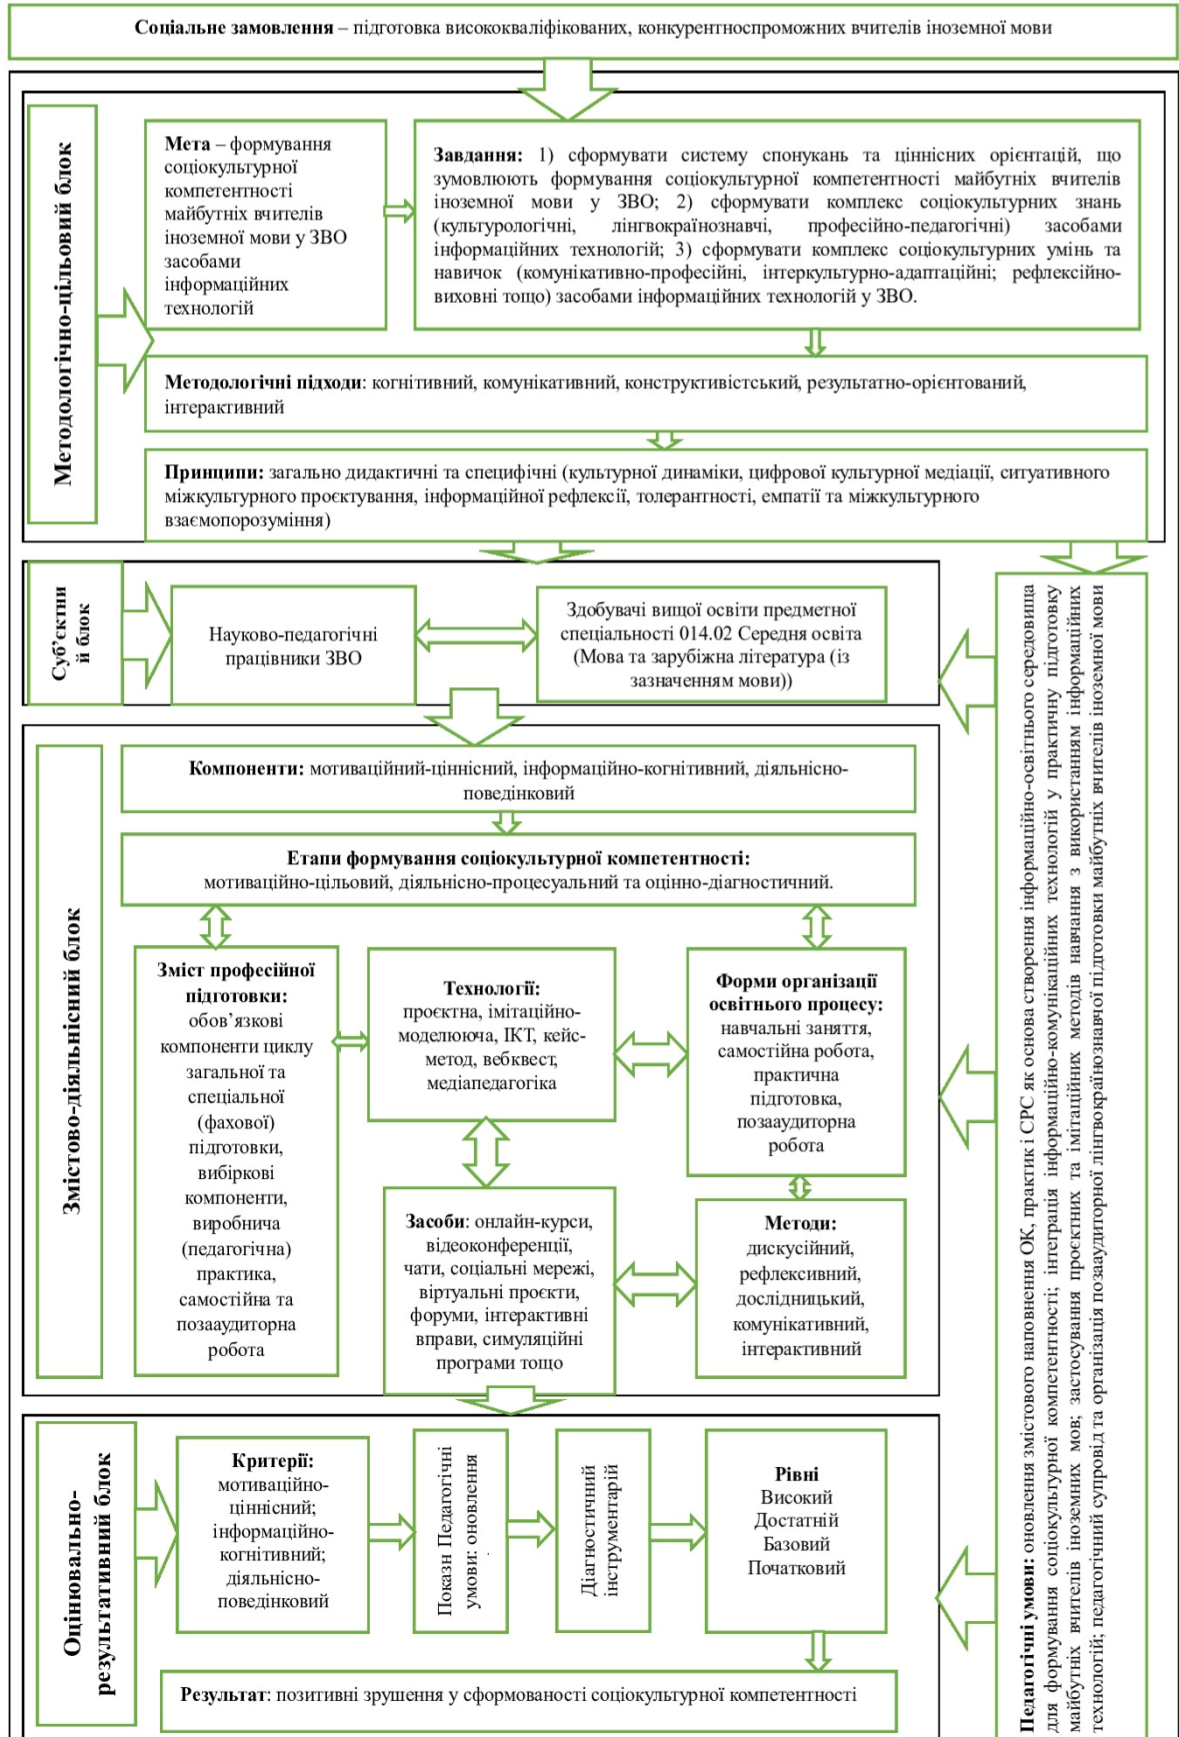 Соціальне замовлення – підготовка висококваліфікованих, конкурентноспроможних вчителів іноземної мови
Методологічно-цільовий блок
Мета – формування
соціокультурної
компетентності
майбутніх вчителів
іноземної мови у ЗВО
засобами
інформаційних
технологій
Завдання: 1) сформувати систему спонукань та ціннісних орієнтацій, що
зумовлюють формування соціокультурної компетентності майбутніх вчителів
іноземної мови у ЗВО; 2) сформувати комплекс соціокультурних знань
(культурологічні, лінгвокраїнознавчі, професійно-педагогічні) засобами
інформаційних технологій; 3) сформувати комплекс соціокультурних умінь та
навичок (комунікативно-професійні, інтеркультурно-адаптаційні; рефлексійно-
виховні тощо) засобами інформаційних технологій у ЗВО.
Методологічні підходи: когнітивний, комунікативний, конструктивістський, результатно-орієнтований,
інтерактивний
Принципи: загально дидактичні та специфічні (культурної динаміки, цифрової культурної медіації, ситуативного
міжкультурного проєктування, інформаційної рефлексії, толерантності, емпатії та міжкультурного
взаємопорозуміння)
Суб’єктни
й блок
Науково-педагогічні
працівники ЗВО
Здобувачі вищої освіти предметної
спеціальності 014.02 Середня освіта
(Мова та зарубіжна література (із
зазначенням мови))
Змістово-діяльнісний блок
Компоненти: мотиваційний-ціннісний, інформаційно-когнітивний, діяльнісно-
поведінковий
Етапи формування соціокультурної компетентності:
мотиваційно-цільовий, діяльнісно-процесуальний та оцінно-діагностичний.
Зміст професійної
підготовки:
обов’язкові
компоненти циклу
загальної та
спеціальної
(фахової)
підготовки,
вибіркові
компоненти,
виробнича
(педагогічна)
практика,
самостійна та
позааудиторна
робота
Технології:
проєктна, імітаційно-
моделююча, ІКТ, кейс-
метод, вебквест,
медіапедагогіка
Форми організації
освітнього процесу:
навчальні заняття,
самостійна робота,
практична
підготовка,
позааудиторна
робота
Засоби: онлайн-курси,
відеоконференції,
чати, соціальні мережі,
віртуальні проєкти,
форуми, інтерактивні
вправи, симуляційні
програми тощо
Методи:
дискусійний,
рефлексивний,
дослідницький,
комунікативний,
інтерактивний
Оцінювально-
результативний блок
Критерії:
мотиваційно-
ціннісний;
інформаційно-
когнітивний;
діяльнісно-
поведінковий
Показн Педагогічні
умови: оновлення
Діагностичний
інструментарій
Рівні
Високий
Достатній
Базовий
Початковий
Результат: позитивні зрушення у сформованості соціокультурної компетентності
Педагогічні умови: оновлення змістового наповнення ОК, практик і СРС як основа створення інформаційно-освітнього середовища
для формування соціокультурної компетентності; інтеграція інформаційно-комунікаційних технологій у практичну підготовку
майбутніх вчителів іноземних мов; застосування проєктних та імітаційних методів навчання з використанням інформаційних
технологій; педагогічний супровід та організація позааудиторної лінгвокраїнознавчої підготовки майбутніх вчителів іноземної мови